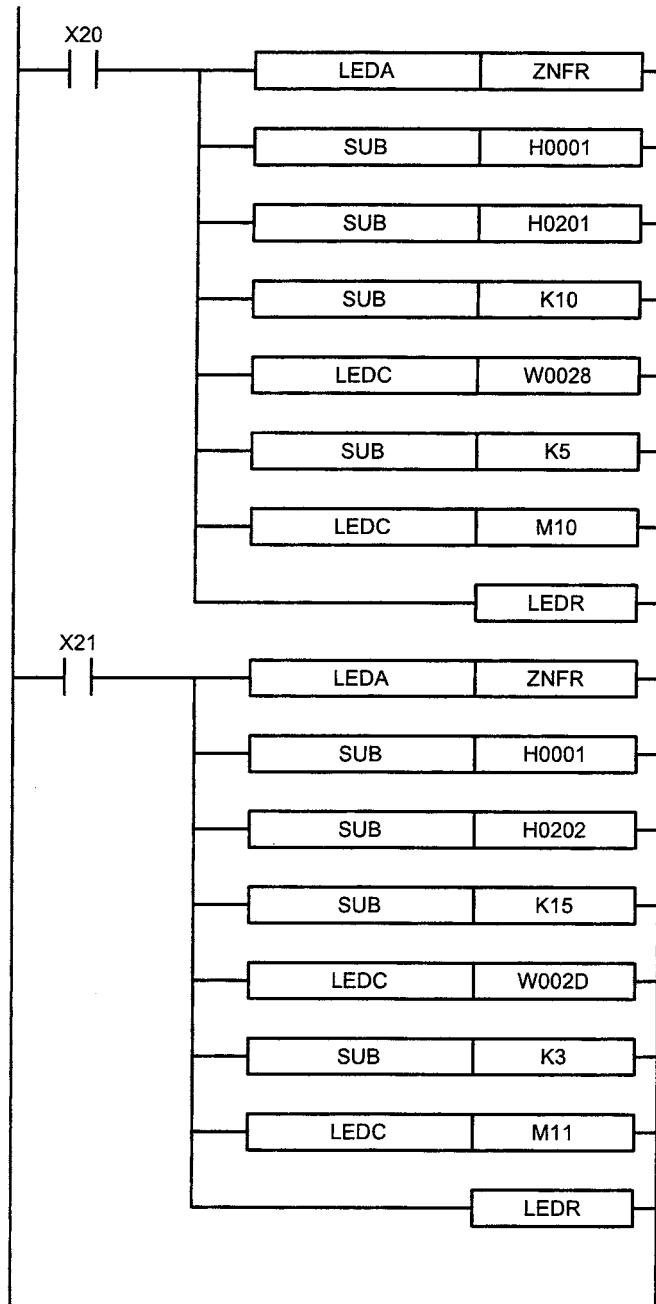 X20
LEDA ZNFR
SUB H0001
SUB H0201
SUB K10
LEDC W0028
SUB K5
LEDC M10
LEDR
X21
LEDA ZNFR
SUB H0001
SUB H0202
SUB K15
LEDC W002D
SUB K3
LEDC M11
LEDR